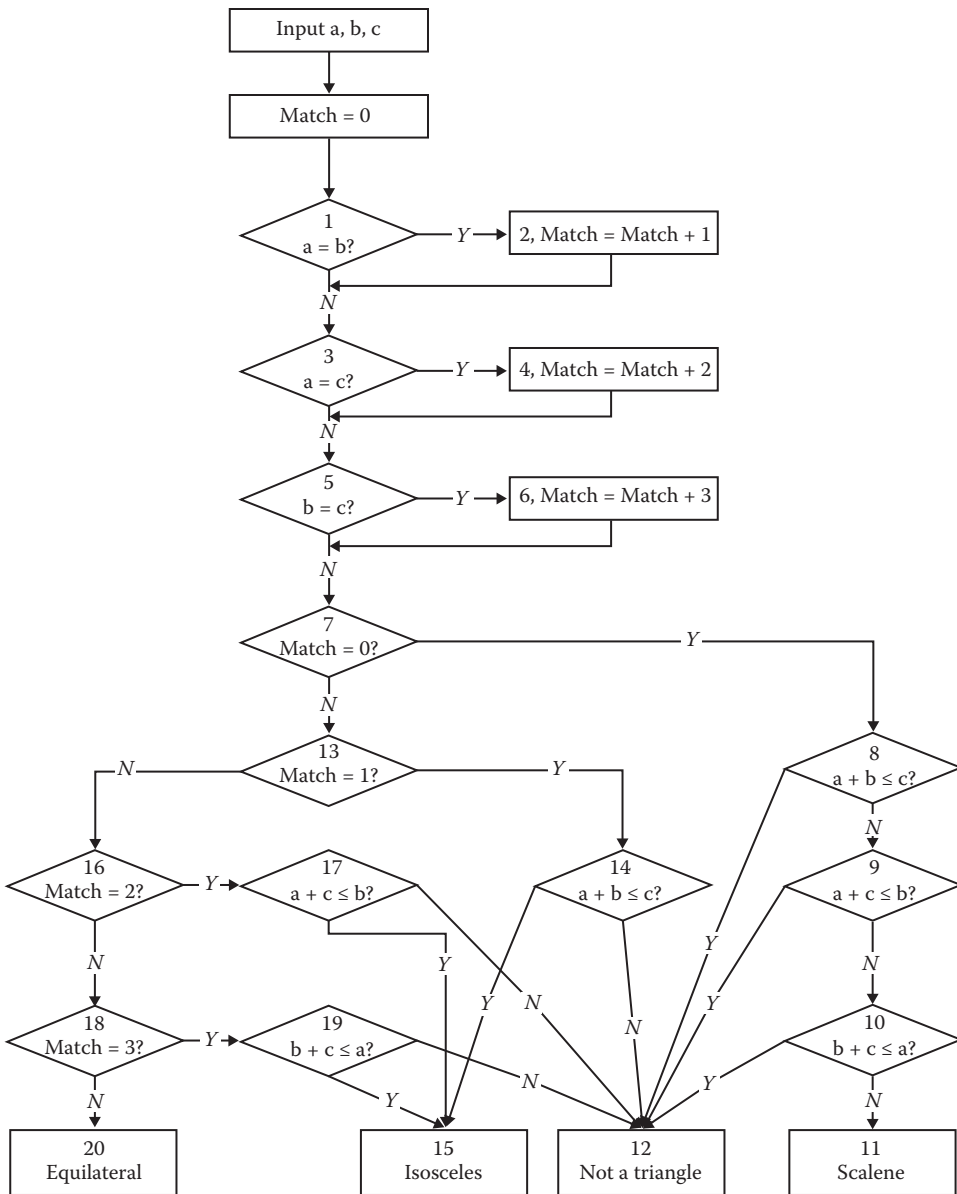 Input a, b, c
Match = 0
1
a = b?
Y
2, Match = Match + 1
N
3
a = c?
Y
4, Match = Match + 2
N
5
b = c?
Y
6, Match = Match + 3
N
7
Match = 0?
Y
N
13
Match = 1?
N
Y
8
a + b ≤ c?
N
16
Match = 2?
Y
17
a + c ≤ b?
14
a + b ≤ c?
9
a + c ≤ b?
Y
N
Y
N
Y
N
Y
N
18
Match = 3?
Y
19
b + c ≤ a?
10
b + c ≤ a?
N
Y
N
Y
N
20
Equilateral
15
Isosceles
12
Not a triangle
11
Scalene